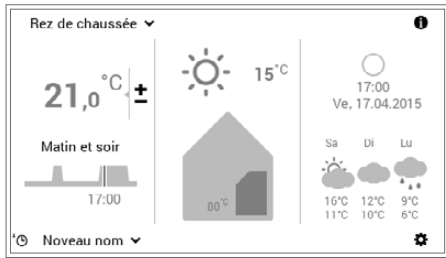 Rez de chaussée
21,0°C
±
Matin et soir
17:00
Noveau nom
15°C
00°C
17:00
Ve, 17.04.2015
Sa Di Lu
16°C 12°C 9°C
11°C 10°C 6°C